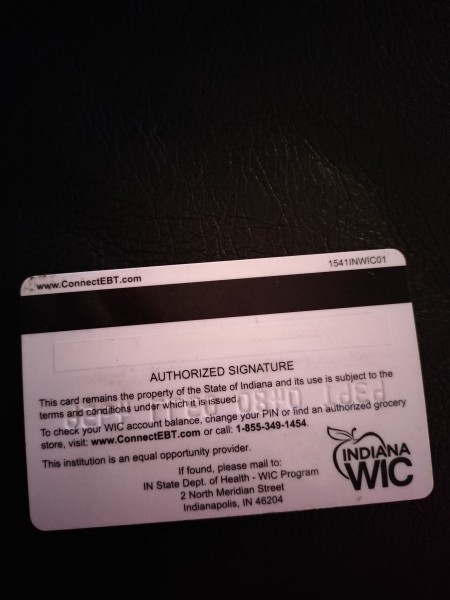 www.ConnectEBT.com
1541INWIC01
AUTHORIZED SIGNATURE
This card remains the property of the State of Indiana and its use is subject to the
terms and conditions under which it is issued.
To check your WIC account balance, change your PIN or find an authorized grocery
store, visit: www.ConnectEBT.com or call: 1-855-349-1454.
This institution is an equal opportunity provider.
If found, please mail to:
IN State Dept. of Health - WIC Program
2 North Meridian Street
Indianapolis, IN 46204
INDIANA
WIC